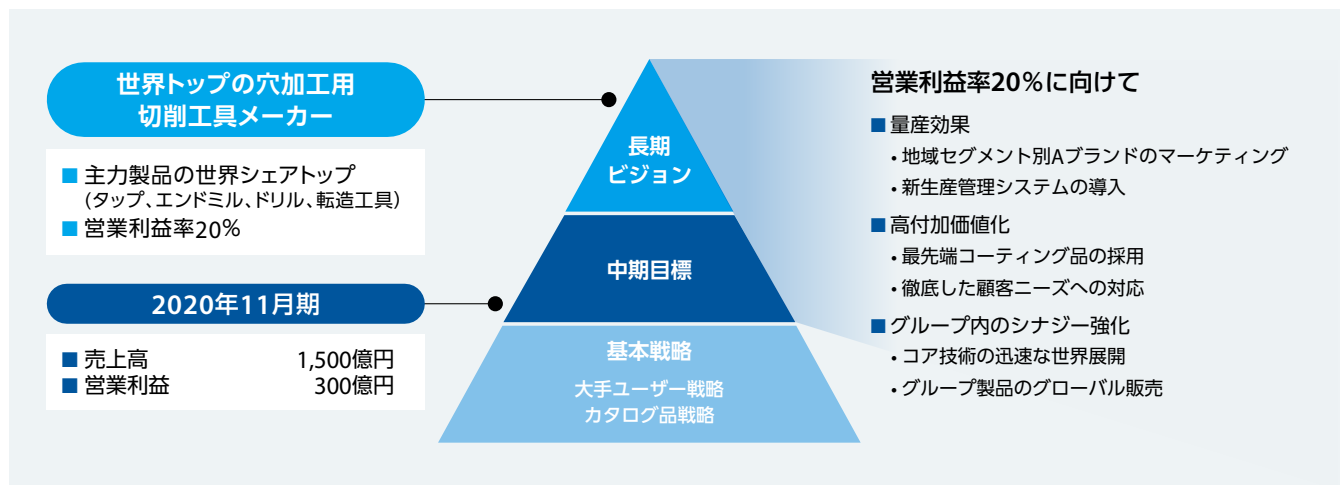 世界トップの穴加工用
切削工具メーカー
■ 主力製品の世界シェアトップ
(タップ、エンドミル、ドリル、転造工具)
■ 営業利益率20%
2020年11月期
■ 売上高 1,500億円
■ 営業利益 300億円
長期
ビジョン
中期目標
基本戦略
大手ユーザー戦略
カタログ品戦略
営業利益率20%に向けて
■ 量産効果
• 地域セグメント別Aブランドのマーケティング
• 新生産管理システムの導入
■ 高付加価値化
• 最先端コーティング品の採用
• 徹底した顧客ニーズへの対応
■ グループ内のシナジー強化
• コア技術の迅速な世界展開
• グループ製品のグローバル販売